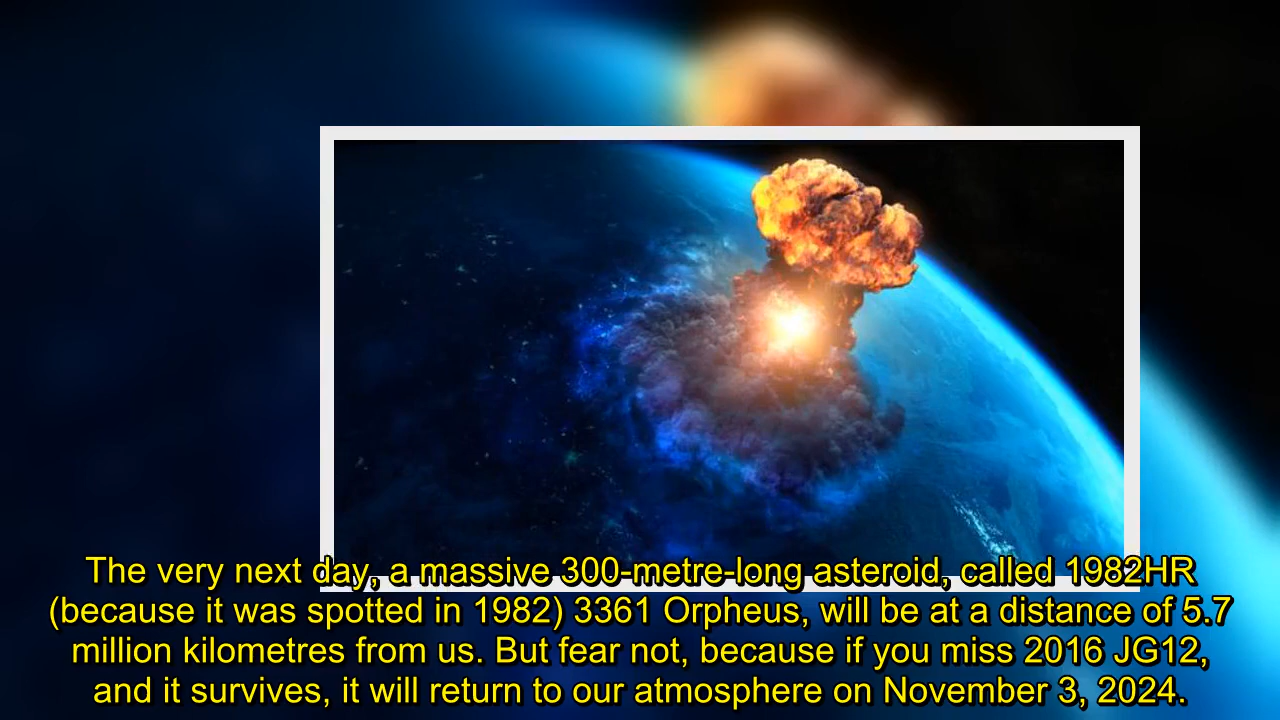 The very next day, a massive 300-metre-long asteroid, called 1982HR
(because it was spotted in 1982) 3361 Orpheus, will be at a distance of 5.7
million kilometres from us. But fear not, because if you miss 2016 JG12,
and it survives, it will return to our atmosphere on November 3, 2024.